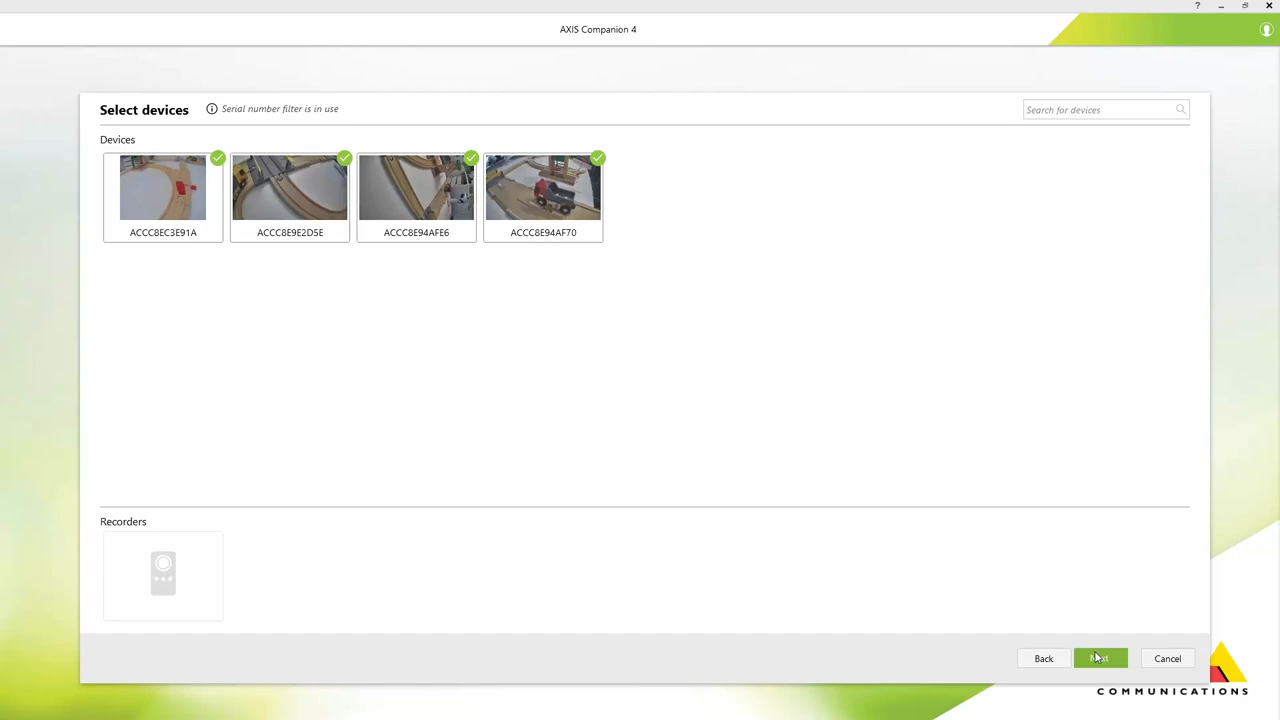 ?
AXIS Companion 4
Select devices
Serial number filter is in use
Search for devices
Devices
ACCC8EC3E91A
ACCC8E9E2D5E
ACCC8E94AFE6
ACCC8E94AF70
Recorders
Back
Next
Cancel
COMMUNICATIONS